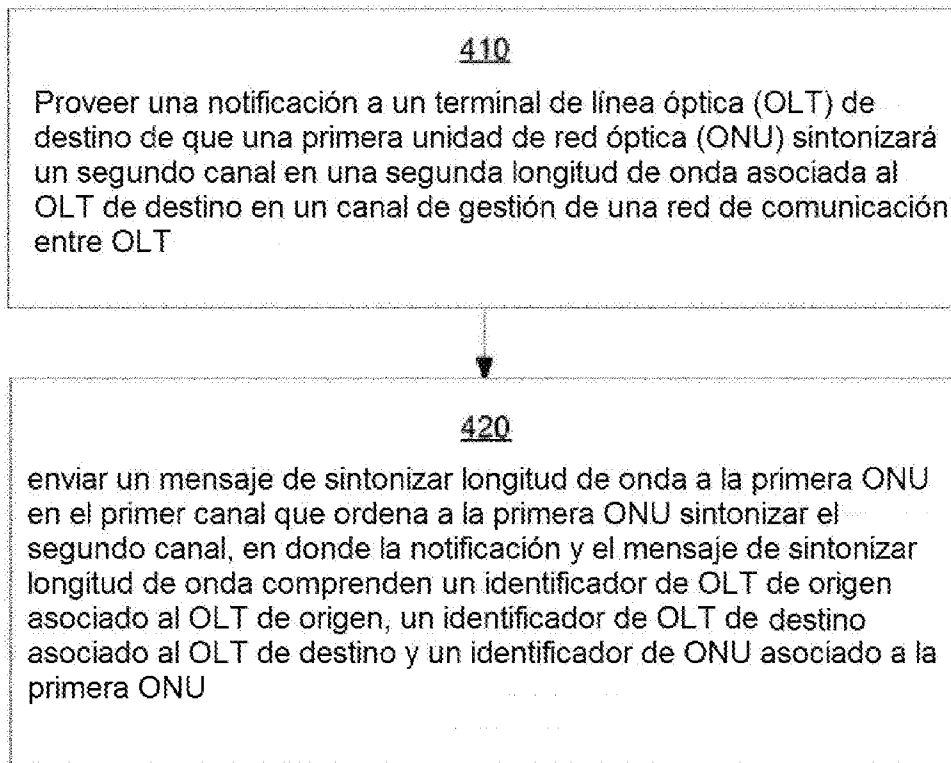 410
Proveer una notificación a un terminal de línea óptica (OLT) de
destino de que una primera unidad de red óptica (ONU) sintonizará
un segundo canal en una segunda longitud de onda asociada al
OLT de destino en un canal de gestión de una red de comunicación
entre OLT
420
enviar un mensaje de sintonizar longitud de onda a la primera ONU
en el primer canal que ordena a la primera ONU sintonizar el
segundo canal, en donde la notificación y el mensaje de sintonizar
longitud de onda comprenden un identificador de OLT de origen
asociado al OLT de origen, un identificador de OLT de destino
asociado al OLT de destino y un identificador de ONU asociado a la
primera ONU